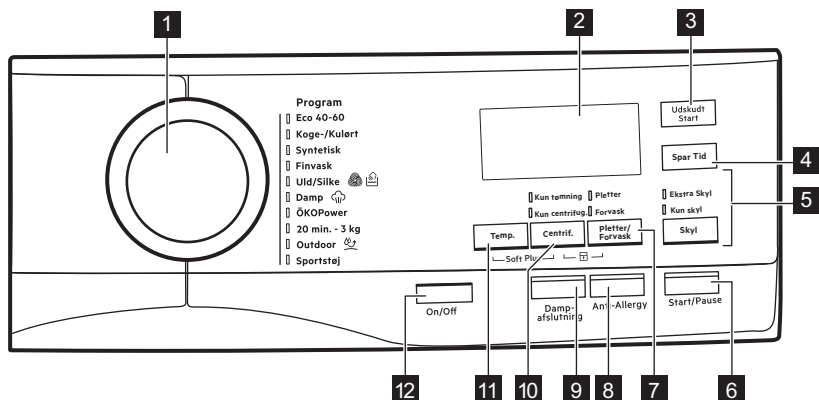 1
2
3
Program
Eco 40-60
Koge-/Kulørt
Syntetisk
Finvask
Uld/Silke
Damp
ÖKOPower
20 min. - 3 kg
Outdoor
Sportstøj
Udskudt
Start
Spar Tid
4
5
Kun tømning
Pletter
Kun centrifug.
Forvask
Ekstra Skyl
Kun skyl
Temp.
Centrif.
Pletter/
Forvask
Skyl
Soft Plus
On/Off
Damp-
afslutning
Anti-Allergy
Start/Pause
12
11
10
9
8
7
6